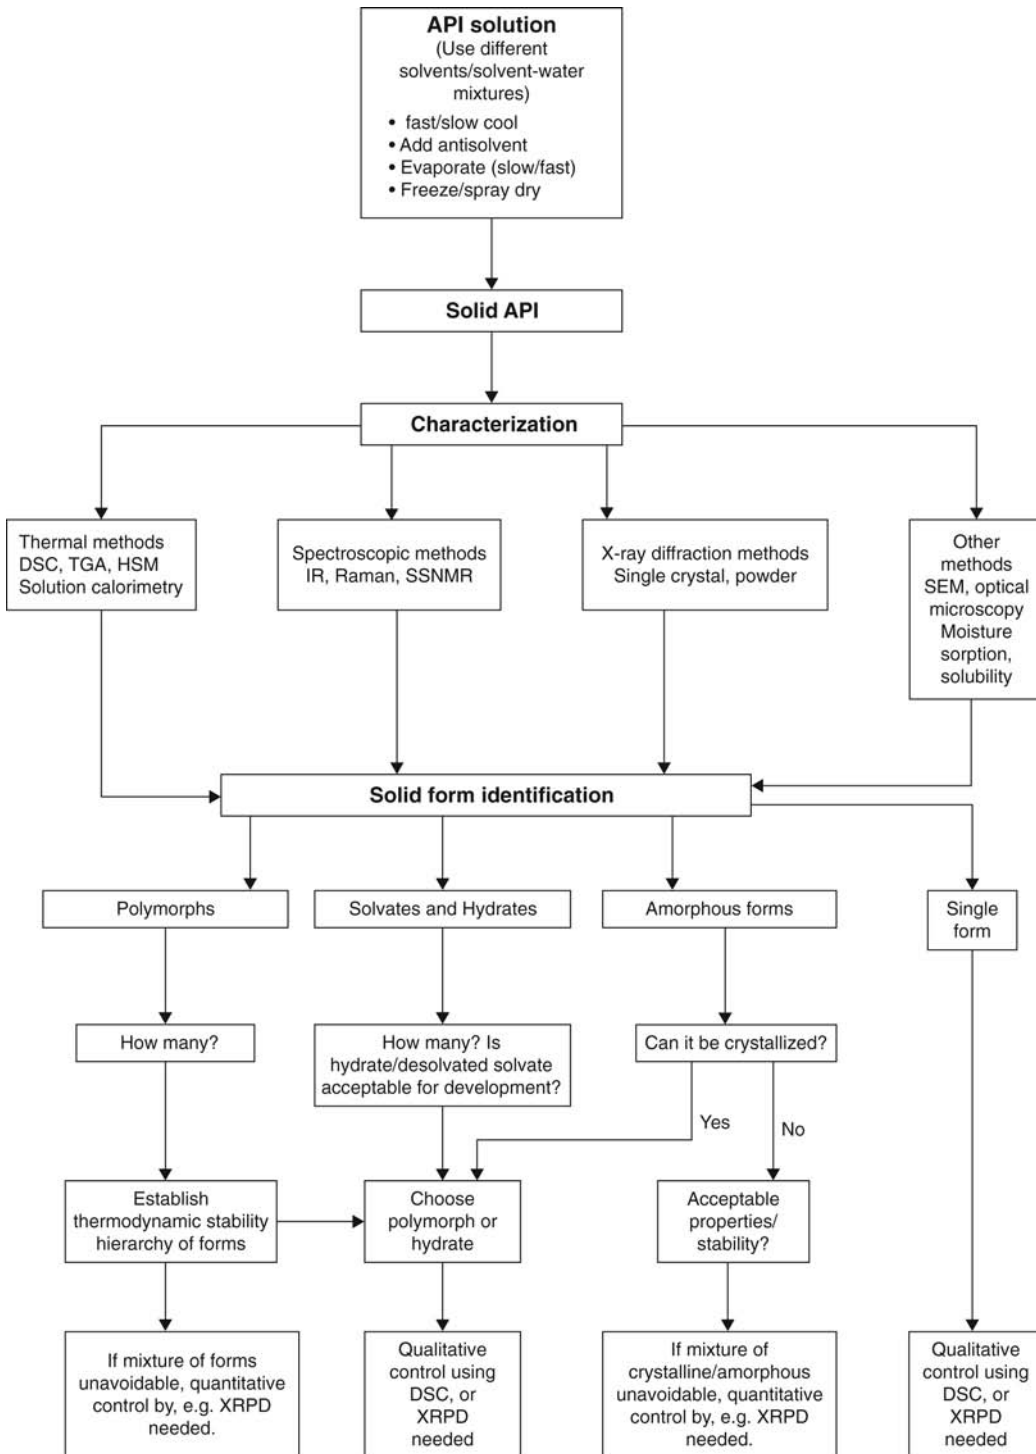 API solution
(Use different
solvents/solvent-water
mixtures)
• fast/slow cool
• Add antisolvent
• Evaporate (slow/fast)
• Freeze/spray dry
Solid API
Characterization
Thermal methods
DSC, TGA, HSM
Solution calorimetry
Spectroscopic methods
IR, Raman, SSNMR
X-ray diffraction methods
Single crystal, powder
Other
methods
SEM, optical
microscopy
Moisture
sorption,
solubility
Solid form identification
Polymorphs
Solvates and Hydrates
Amorphous forms
Single
form
How many?
How many? Is
hydrate/desolvated solvate
acceptable for development?
Can it be crystallized?
Yes
No
Establish
thermodynamic stability
hierarchy of forms
Choose
polymorph or
hydrate
Acceptable
properties/
stability?
If mixture of forms
unavoidable, quantitative
control by, e.g. XRPD
needed.
Qualitative
control using
DSC, or
XRPD
needed
If mixture of
crystalline/amorphous
unavoidable, quantitative
control by, e.g. XRPD
needed.
Qualitative
control using
DSC, or
XRPD
needed